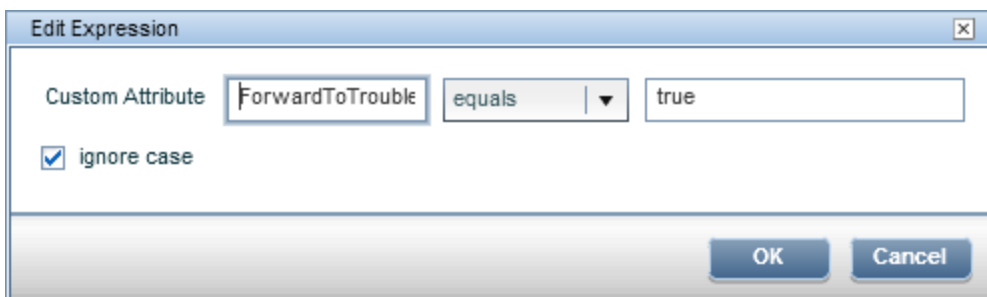 Edit Expression
Custom Attribute ForwardToTrouble equals true
ignore case
OK Cancel